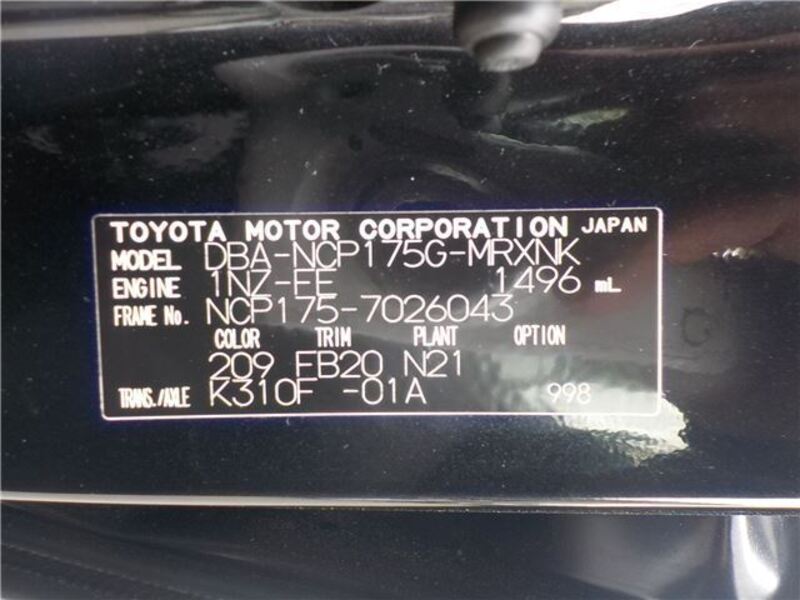 TOYOTA MOTOR CORPORATION JAPAN
MODEL DBA-NCP175G-MRXNK
ENGINE 1NZ-FE 1496 mL
FRAME No. NCP175-7026043
COLOR TRIM PLANT OPTION
209 FB20 N21
TRANS./AXLE K310F -01A 998